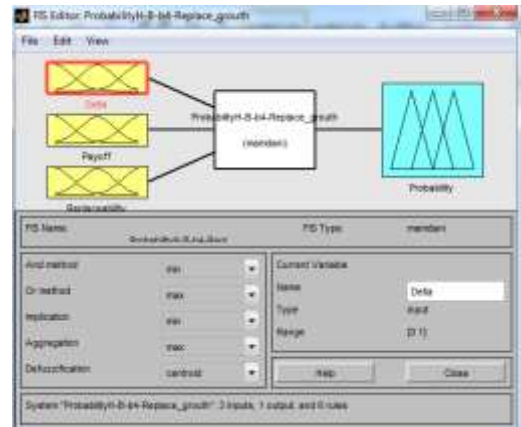 FIS Editor: ProbabilityH-B-b4-Replace_grouth
File Edit View
Delta
Payoff
Replaceability
ProbabilityH-B-b4-Replace_grouth
(mamdani)
Probability
FIS Name:
FIS Type:
mamdani
And method
min
Or method
max
Implication
min
Aggregation
max
Defuzzification
centroid
Current Variable
Name
Delta
Type
input
Range
[0 1]
Help
Close
System "ProbabilityH-B-b4-Replace_grouth": 3 inputs, 1 output, and 8 rules